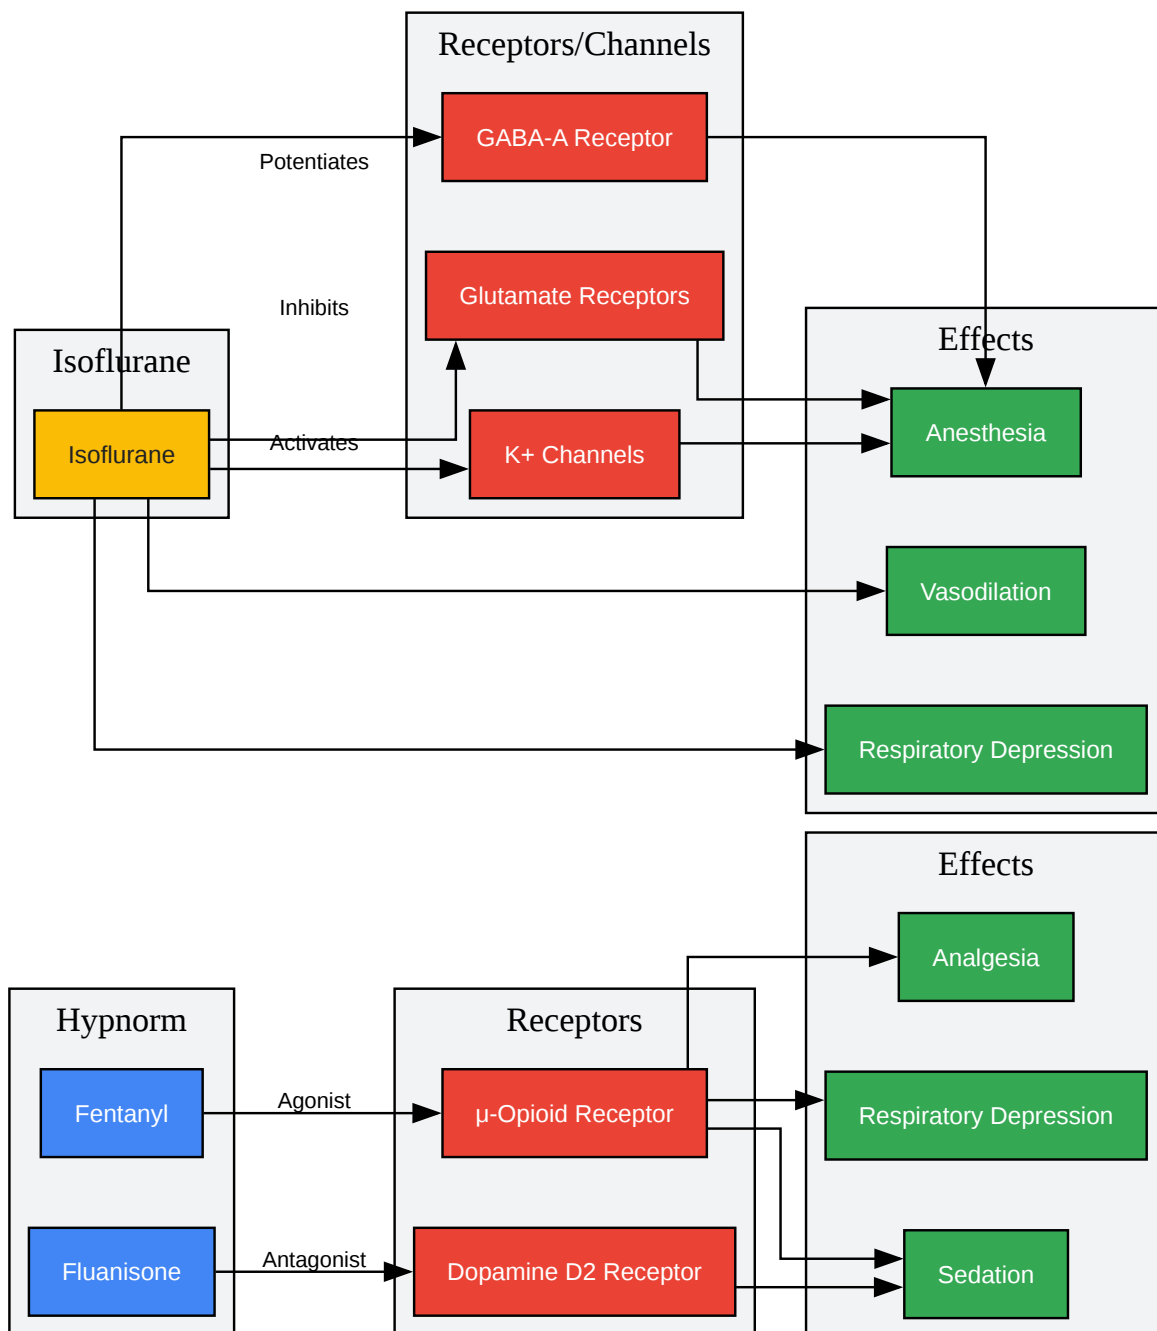 Receptors/Channels
GABA-A Receptor
Potentiates
Glutamate Receptors
Inhibits
Isoflurane
Isoflurane
Activates
K+ Channels
Effects
Anesthesia
Vasodilation
Respiratory Depression
Effects
Analgesia
Hypnorm
Receptors
Fentanyl
Agonist
μ-Opioid Receptor
Respiratory Depression
Fluanisone
Antagonist
Dopamine D2 Receptor
Sedation